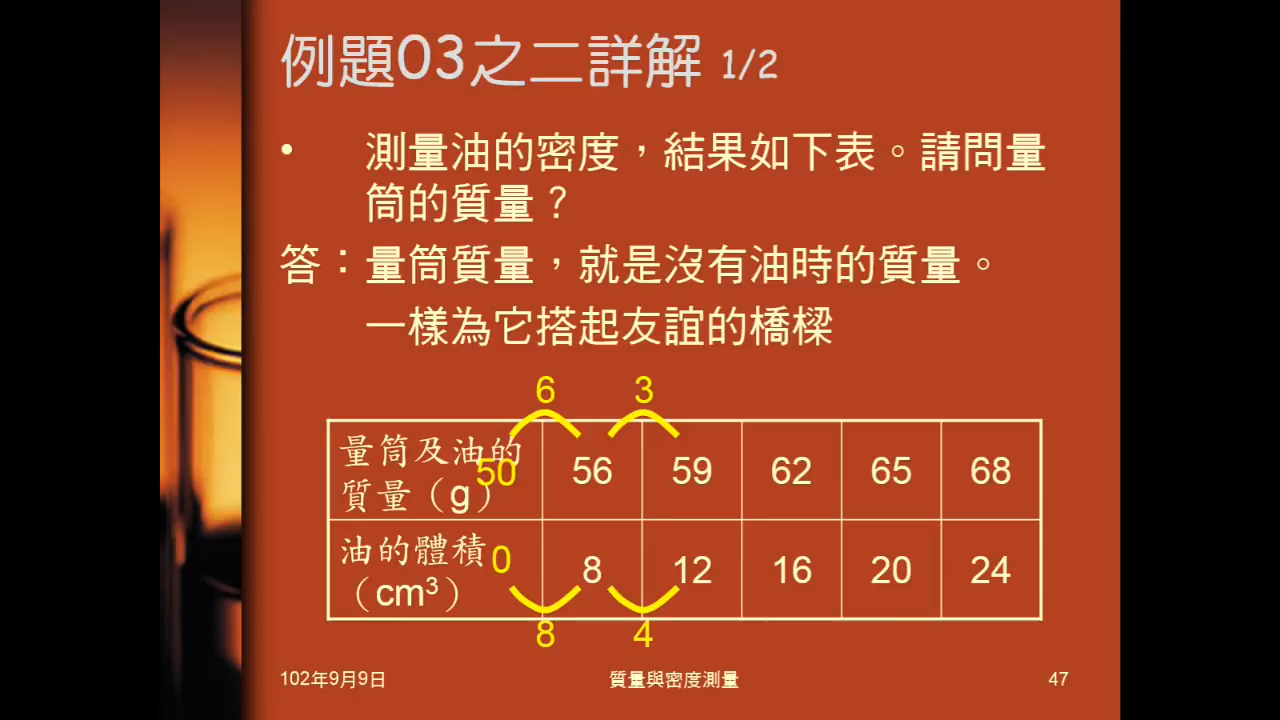 例題03之二詳解 1/2
• 測量油的密度，結果如下表。請問量
筒的質量？
答：量筒質量，就是沒有油時的質量。
一樣為它搭起友誼的橋樑
6 3
量筒及油的
質量（g） 50 56 59 62 65 68
油的體積
（cm³） 0 8 12 16 20 24
8 4
102年9月9日 質量與密度測量 47